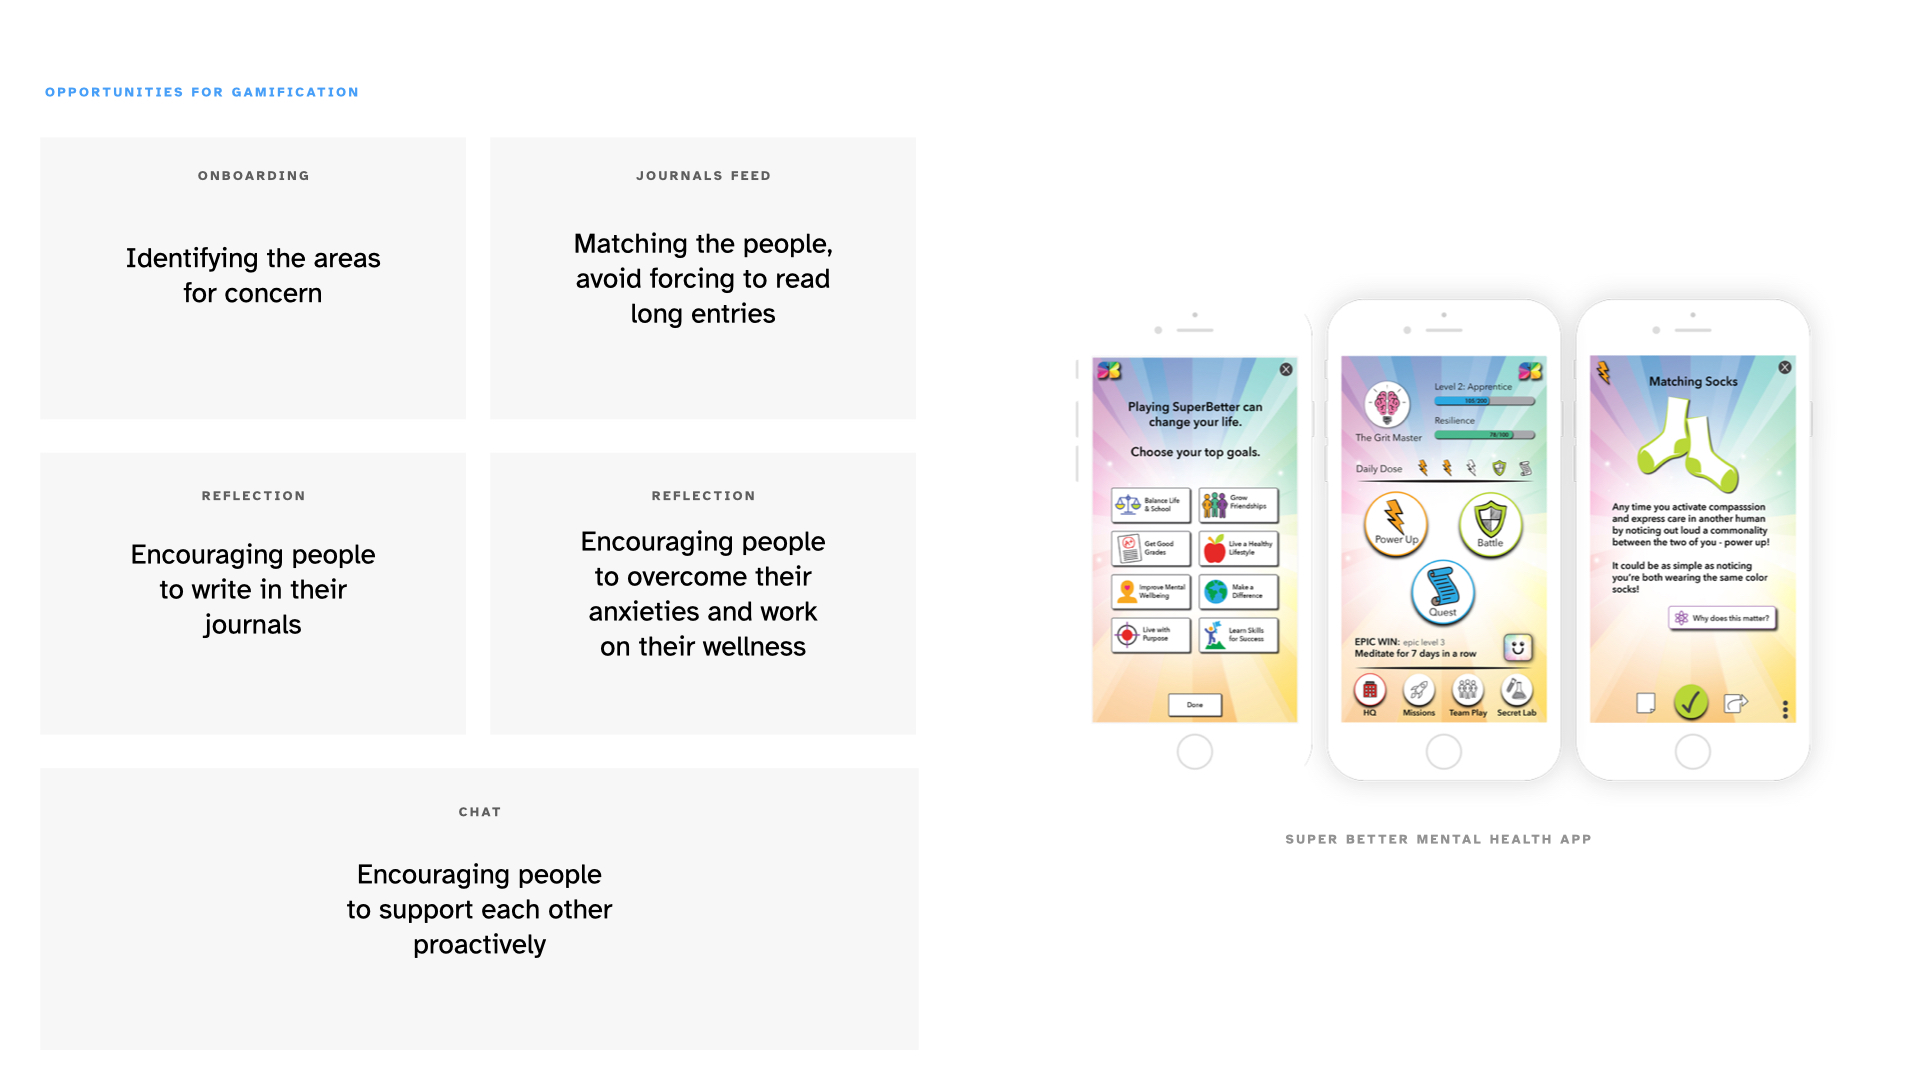 OPPORTUNITIES FOR GAMIFICATION
ONBOARDING
Identifying the areas
for concern
JOURNALS FEED
Matching the people,
avoid forcing to read
long entries
REFLECTION
Encouraging people
to write in their
journals
REFLECTION
Encouraging people
to overcome their
anxieties and work
on their wellness
CHAT
Encouraging people
to support each other
proactively
Playing SuperBetter can
change your life.
Choose your top goals.
Balance Life
& School
Grow
Friendships
Get Good
Grades
Live a Healthy
Lifestyle
Improve Mental
Wellbeing
Make a
Difference
Live with
Purpose
Learn Skills
for Success
Done
Level 2: Apprentice
105/200
Resilience
78/100
The Grit Master
Daily Dose
Power Up
Battle
Quest
EPIC WIN: epic level 3
Meditate for 7 days in a row
HQ
Missions
Team Play
Secret Lab
Matching Socks
Any time you activate compasssion
and express care in another human
by noticing out loud a commonality
between the two of you - power up!
It could be as simple as noticing
you're both wearing the same color
socks!
Why does this matter?
SUPER BETTER MENTAL HEALTH APP